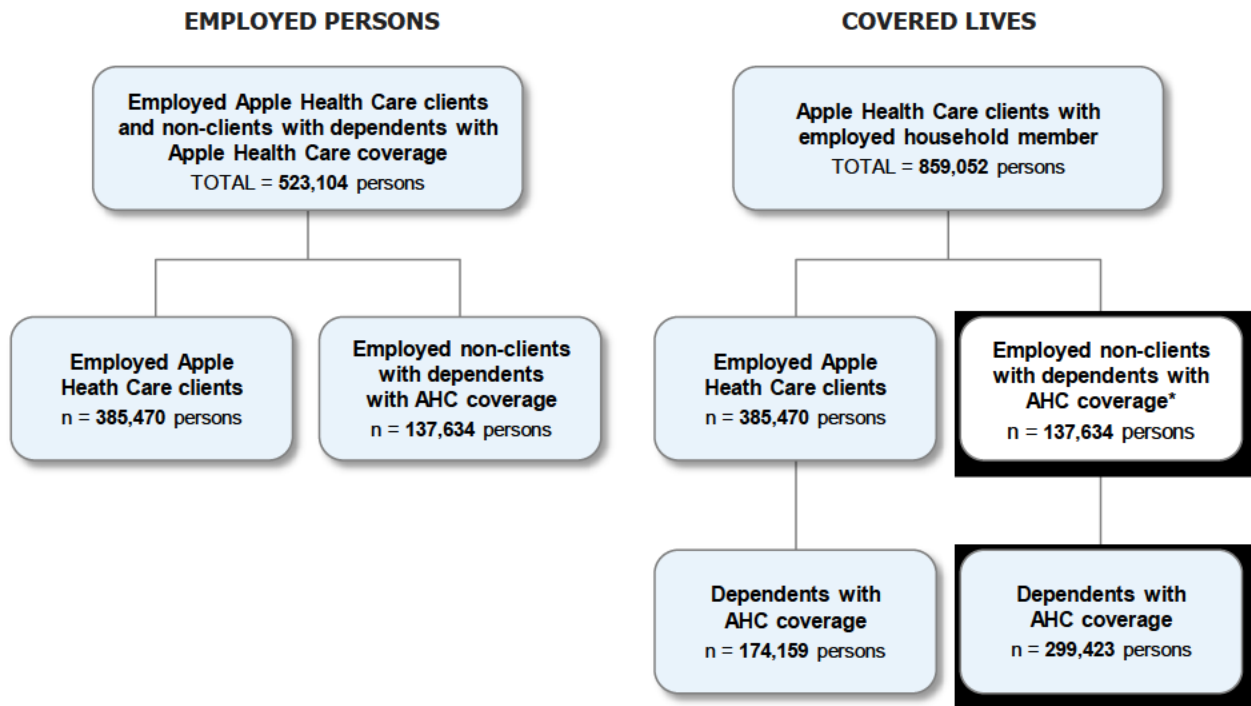 EMPLOYED PERSONS
Employed Apple Health Care clients
and non-clients with dependents with
Apple Health Care coverage
TOTAL = 523,104 persons
Employed Apple
Heath Care clients
n = 385,470 persons
Employed non-clients
with dependents
with AHC coverage
n = 137,634 persons
COVERED LIVES
Apple Health Care clients with
employed household member
TOTAL = 859,052 persons
Employed Apple
Heath Care clients
n = 385,470 persons
Employed non-clients
with dependents with
AHC coverage*
n = 137,634 persons
Dependents with
AHC coverage
n = 174,159 persons
Dependents with
AHC coverage
n = 299,423 persons